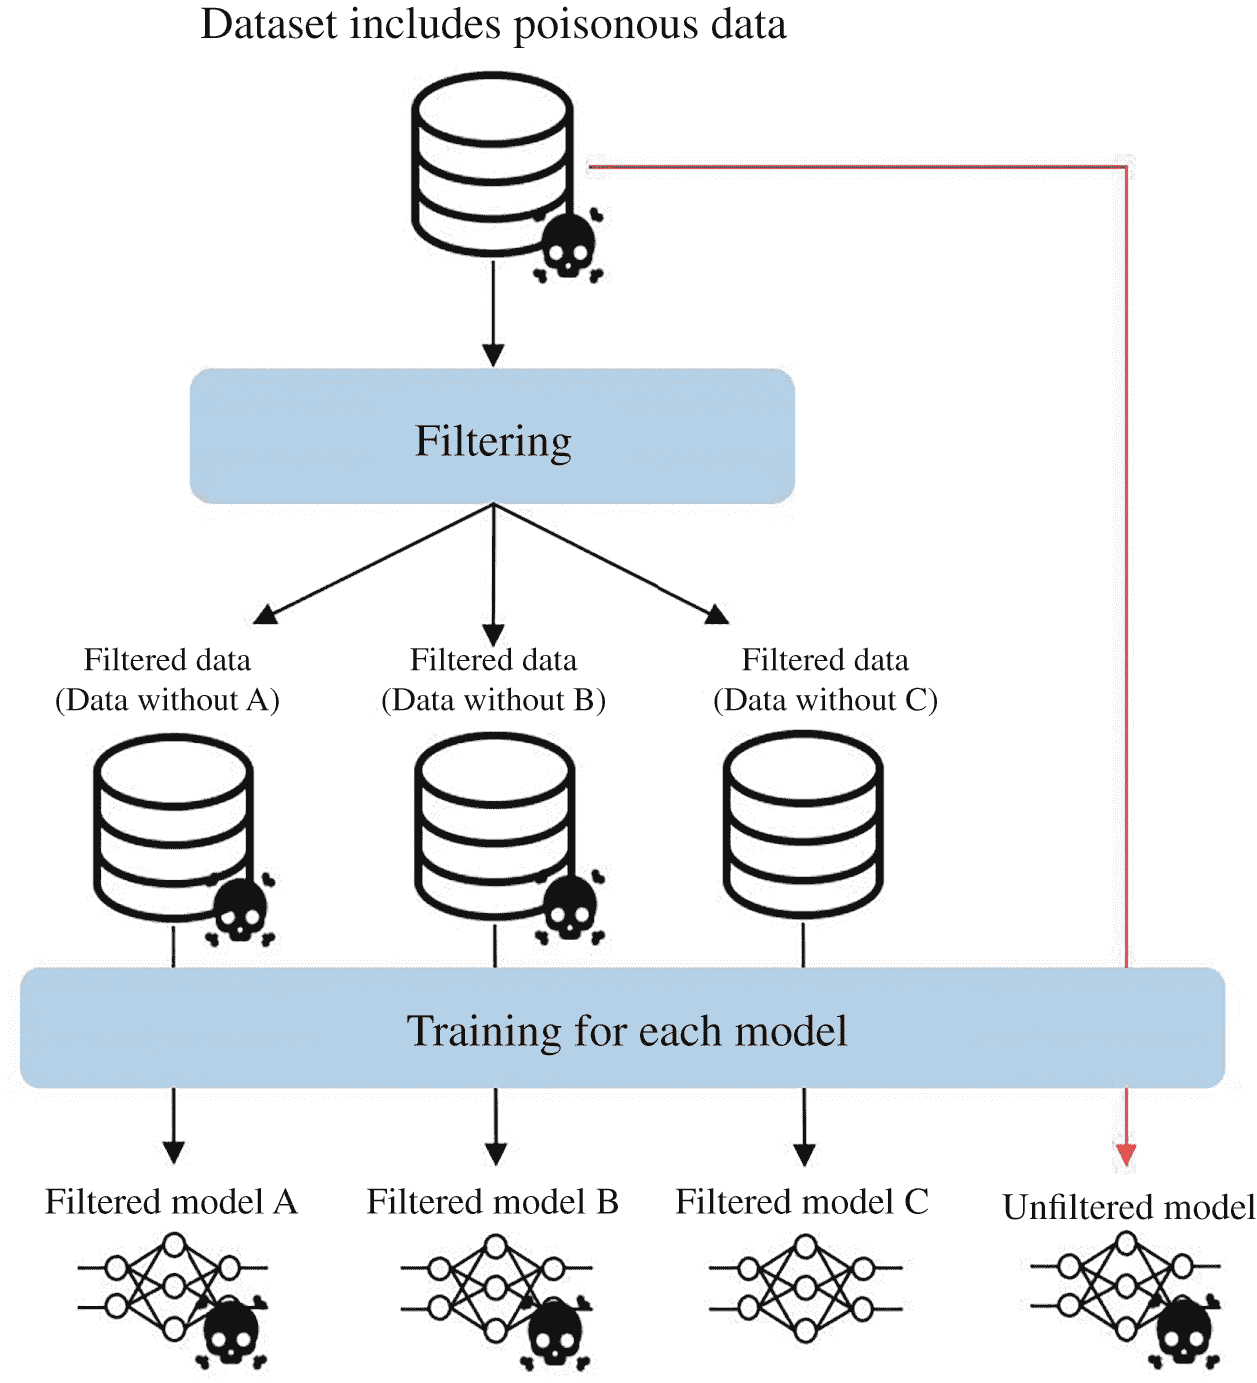 Dataset includes poisonous data
Filtering
Filtered data
(Data without A)
Filtered data
(Data without B)
Filtered data
(Data without C)
Training for each model
Filtered model A
Filtered model B
Filtered model C
Unfiltered model